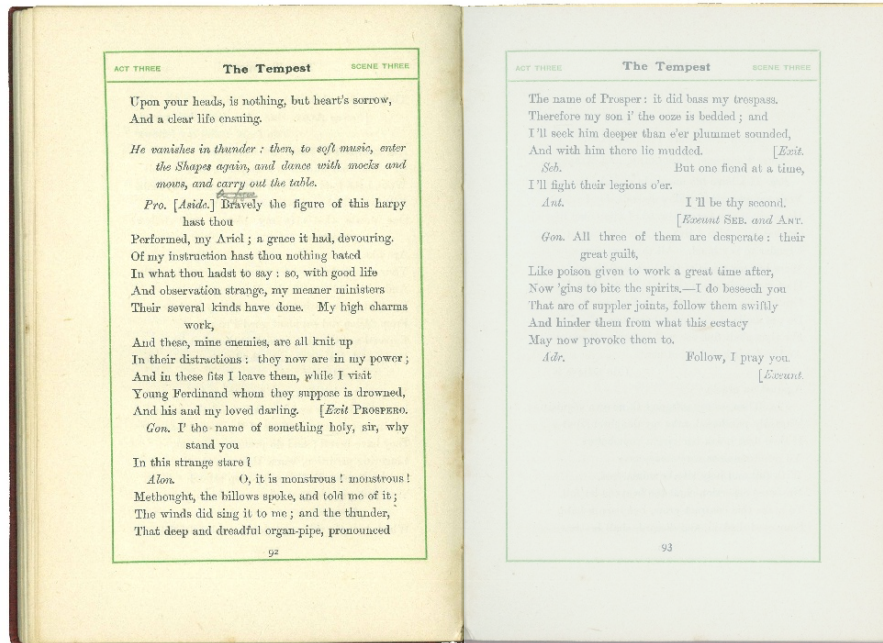 ACT THREE The Tempest SCENE THREE
Upon your heads, is nothing, but heart's sorrow,
And a clear life ensuing.
He vanishes in thunder: then, to soft music, enter
the Shapes again, and dance with mocks and
mows, and carry out the table.
Pro. [Aside.] Bravely the figure of this harpy
hast thou
Performed, my Ariel; a grace it had, devouring.
Of my instruction hast thou nothing bated
In what thou hadst to say: so, with good life
And observation strange, my meaner ministers
Their several kinds have done. My high charms
work,
And these, mine enemies, are all knit up
In their distractions: they now are in my power;
And in these fits I leave them, while I visit
Young Ferdinand whom they suppose is drowned,
And his and my loved darling. [Exit PROSPERO.
Gon. I' the name of something holy, sir, why
stand you
In this strange stare?
Alon. O, it is monstrous! monstrous!
Methought, the billows spoke, and told me of it;
The winds did sing it to me; and the thunder,
That deep and dreadful organ-pipe, pronounced
92
ACT THREE The Tempest SCENE THREE
The name of Prosper: it did bass my trespass.
Therefore my son i' the ooze is bedded; and
I'll seek him deeper than e'er plummet sounded,
And with him there lie mudded. [Exit.
Seb. But one fiend at a time,
I'll fight their legions o'er.
Ant. I'll be thy second.
[Exeunt SEB. and ANT.
Gon. All three of them are desperate: their
great guilt,
Like poison given to work a great time after,
Now 'gins to bite the spirits.—I do beseech you
That are of suppler joints, follow them swiftly
And hinder them from what this ecstacy
May now provoke them to.
Adr. Follow, I pray you.
[Exeunt.
93